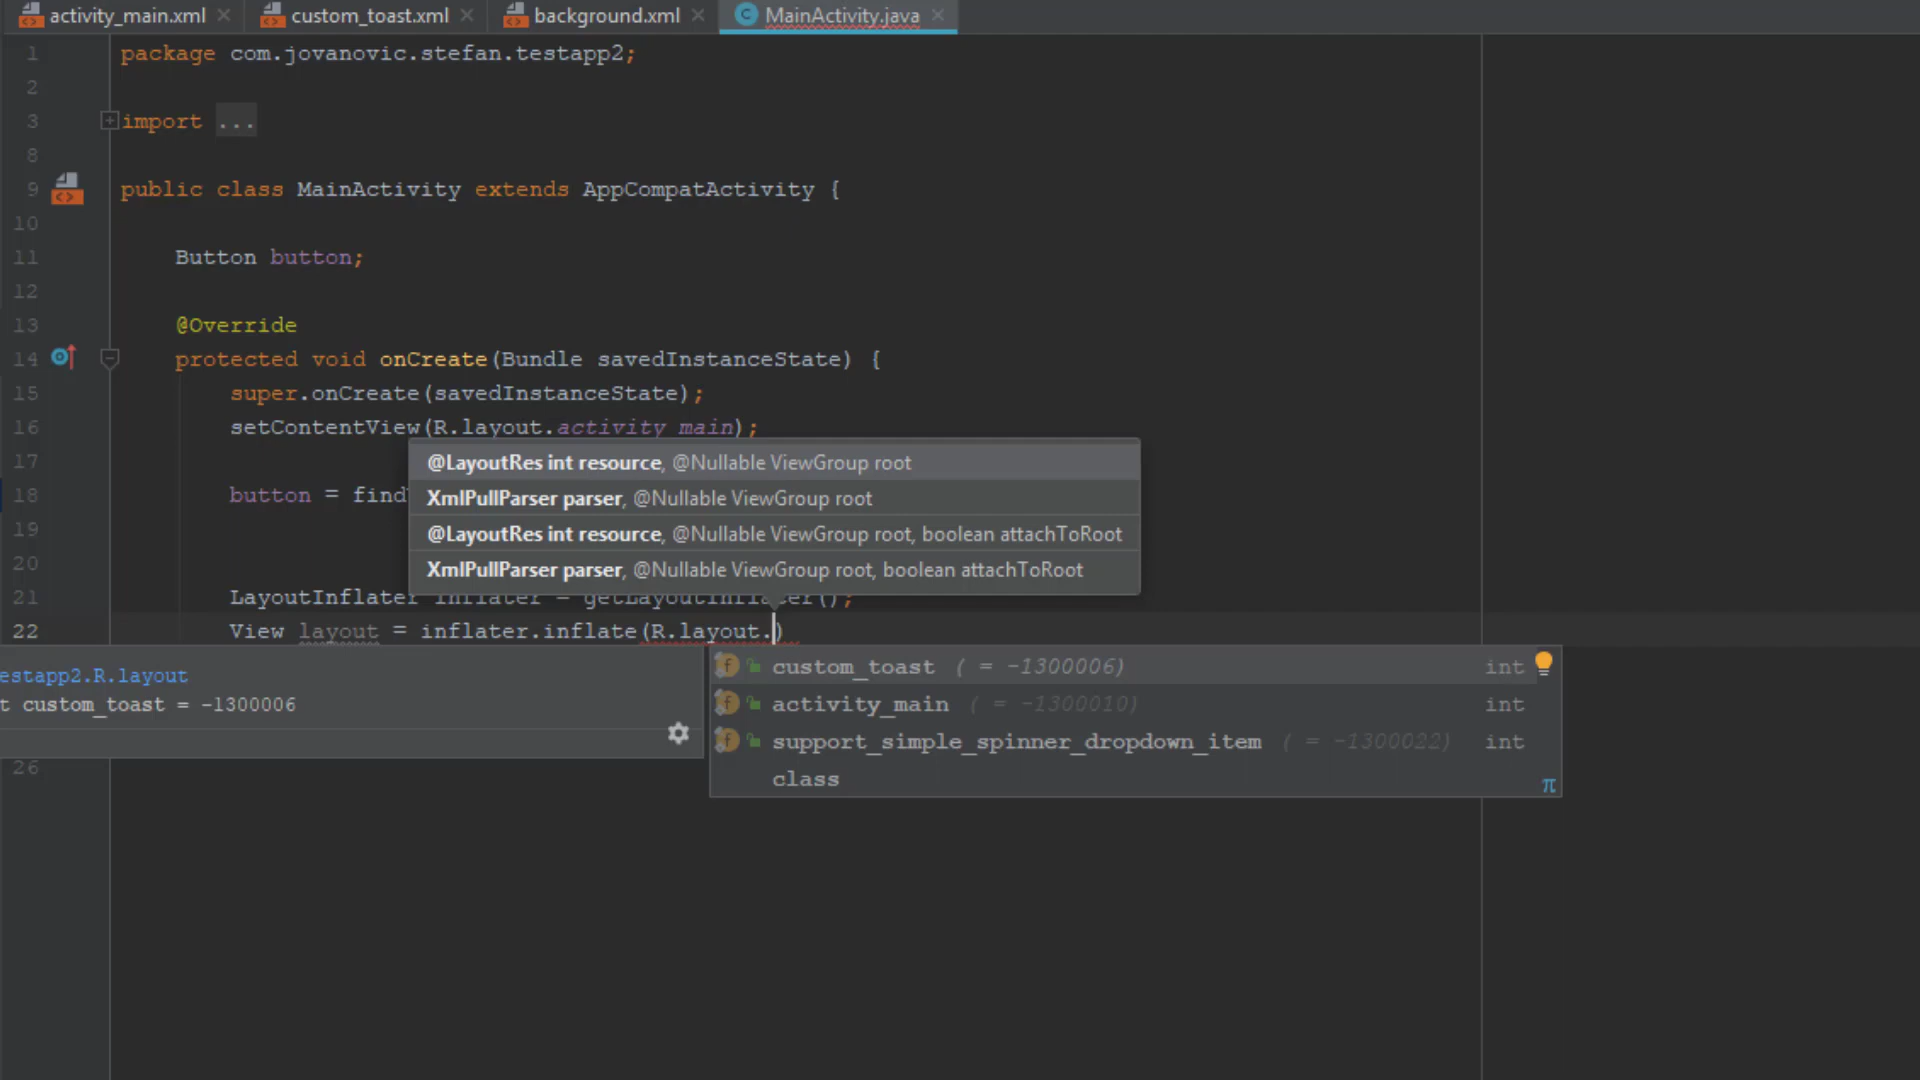 activity_main.xml custom_toast.xml background.xml MainActivity.java
1 package com.jovanovic.stefan.testapp2;
2
3 import ...
8
9 public class MainActivity extends AppCompatActivity {
10
11 Button button;
12
13 @Override
14 protected void onCreate(Bundle savedInstanceState) {
15 super.onCreate(savedInstanceState);
16 setContentView(R.layout.activity_main);
17
@LayoutRes int resource, @Nullable ViewGroup root
18 button = find
XmlPullParser parser, @Nullable ViewGroup root
19
@LayoutRes int resource, @Nullable ViewGroup root, boolean attachToRoot
20
XmlPullParser parser, @Nullable ViewGroup root, boolean attachToRoot
21 LayoutInflater inflater = getLayoutInflater();
22 View layout = inflater.inflate(R.layout.)
estapp2.R.layout
t custom_toast = -1300006
custom_toast ( = -1300006) int
activity_main ( = -1300010) int
support_simple_spinner_dropdown_item ( = -1300022) int
class π
26